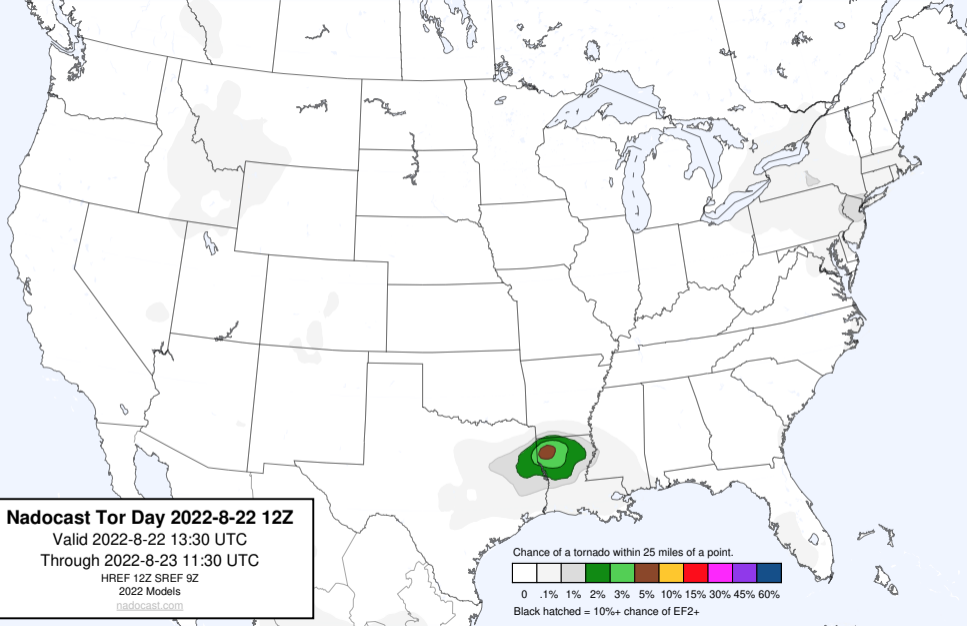 Nadocast Tor Day 2022-8-22 12Z
Valid 2022-8-22 13:30 UTC
Through 2022-8-23 11:30 UTC
HREF 12Z SREF 9Z
2022 Models
nadocast.com
Chance of a tornado within 25 miles of a point.
0 .1% 1% 2% 3% 5% 10% 15% 30% 45% 60%
Black hatched = 10%+ chance of EF2+